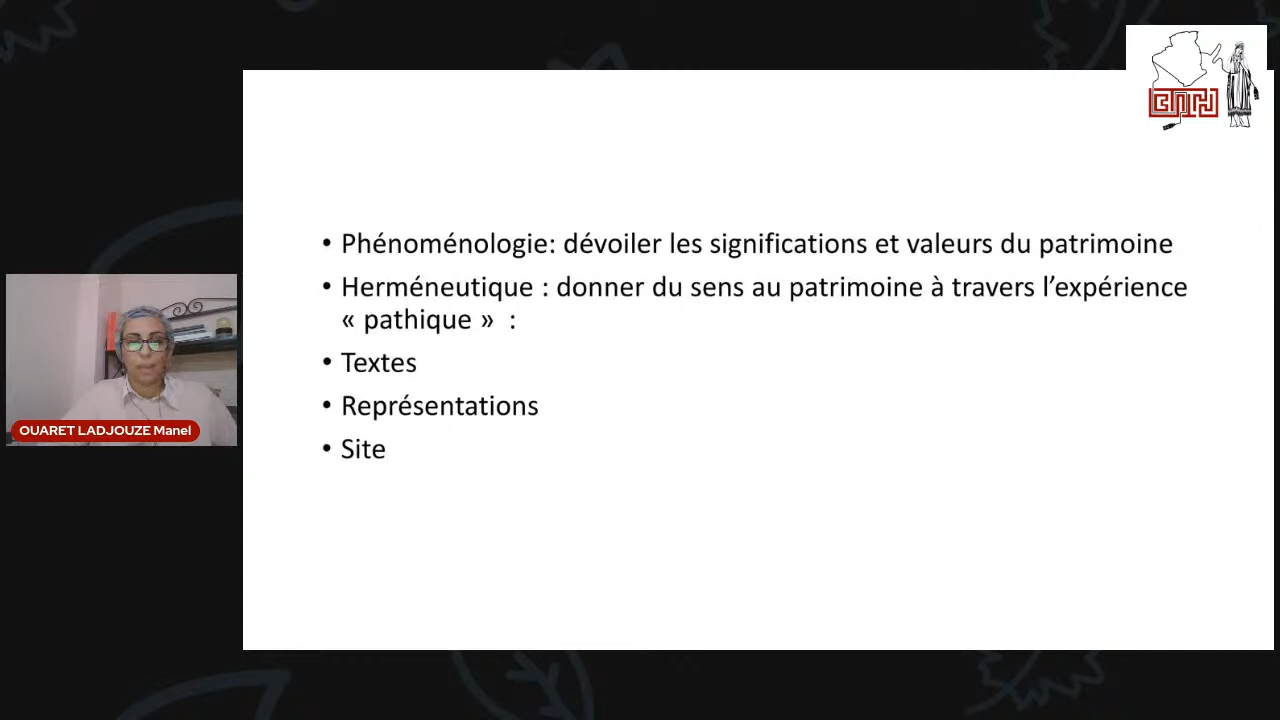 • Phénoménologie: dévoiler les significations et valeurs du patrimoine
• Herméneutique : donner du sens au patrimoine à travers l’expérience
« pathique » :
• Textes
• Représentations
• Site
OUARET LADJOUZE Manel